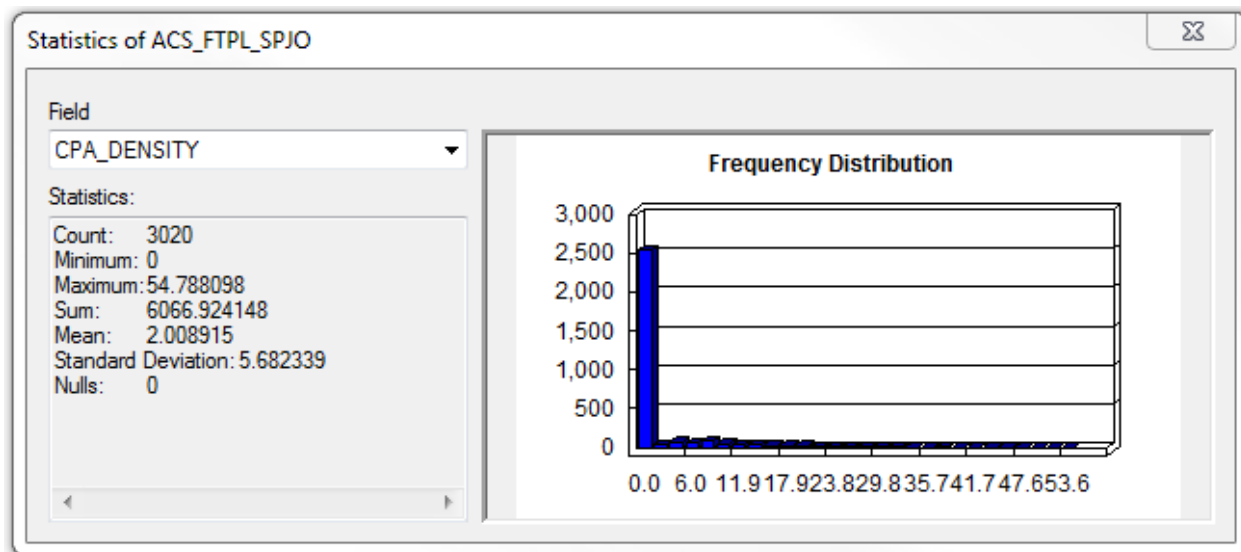 Statistics of ACS_FTPL_SPJO
Field
CPA_DENSITY
Statistics:
Count: 3020
Minimum: 0
Maximum: 54.788098
Sum: 6066.924148
Mean: 2.008915
Standard Deviation: 5.682339
Nulls: 0
Frequency Distribution
3,000
2,500
2,000
1,500
1,000
500
0
0.0 6.0 11.9 17.9 23.8 29.8 35.7 41.7 47.6 53.6